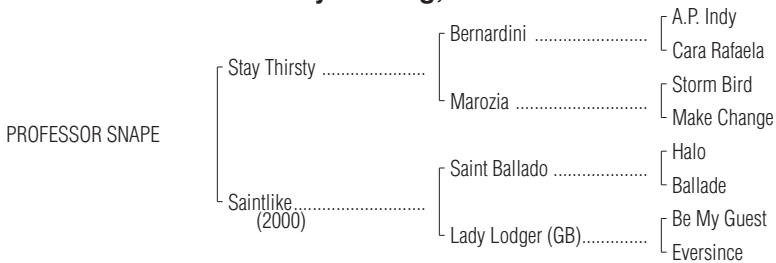 Bernardini
A.P. Indy
Cara Rafaela
Stay Thirsty
Marozia
Storm Bird
Make Change
PROFESSOR SNAPE
Saint Ballado
Halo
Ballade
Saintlike
(2000)
Lady Lodger (GB)
Be My Guest
Eversince